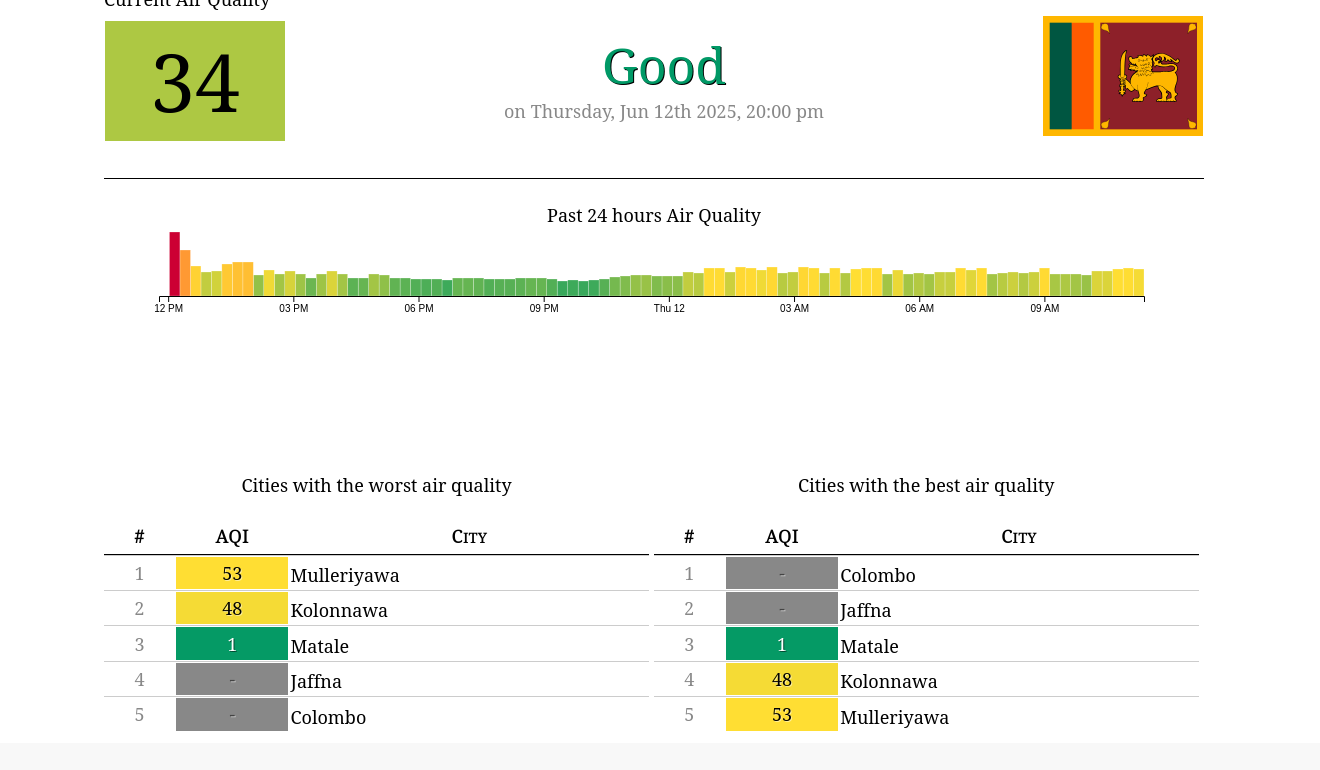 Current Air Quality
34
Good
on Thursday, Jun 12th 2025, 20:00 pm
Past 24 hours Air Quality
12 PM 03 PM 06 PM 09 PM Thu 12 03 AM 06 AM 09 AM
Cities with the worst air quality
# AQI City
1 53 Mulleriyawa
2 48 Kolonnawa
3 1 Matale
4 - Jaffna
5 - Colombo
Cities with the best air quality
# AQI City
1 - Colombo
2 - Jaffna
3 1 Matale
4 48 Kolonnawa
5 53 Mulleriyawa